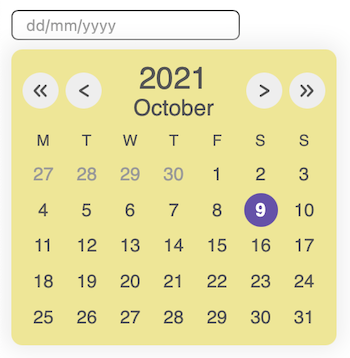 dd/mm/yyyy
« < 2021 > »
October
M T W T F S S
27 28 29 30 1 2 3
4 5 6 7 8 9 10
11 12 13 14 15 16 17
18 19 20 21 22 23 24
25 26 27 28 29 30 31